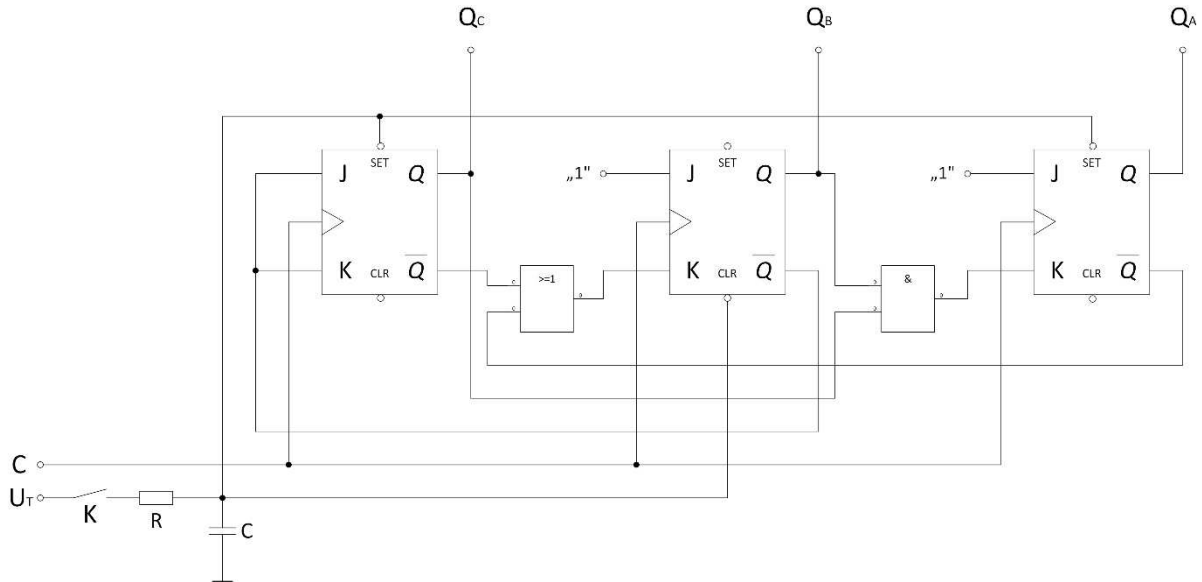 QC QB QA
SET SET SET
J Q „1" J Q „1" J Q
K CLR Q >=1 K CLR Q & K CLR Q
C
UT
K R C